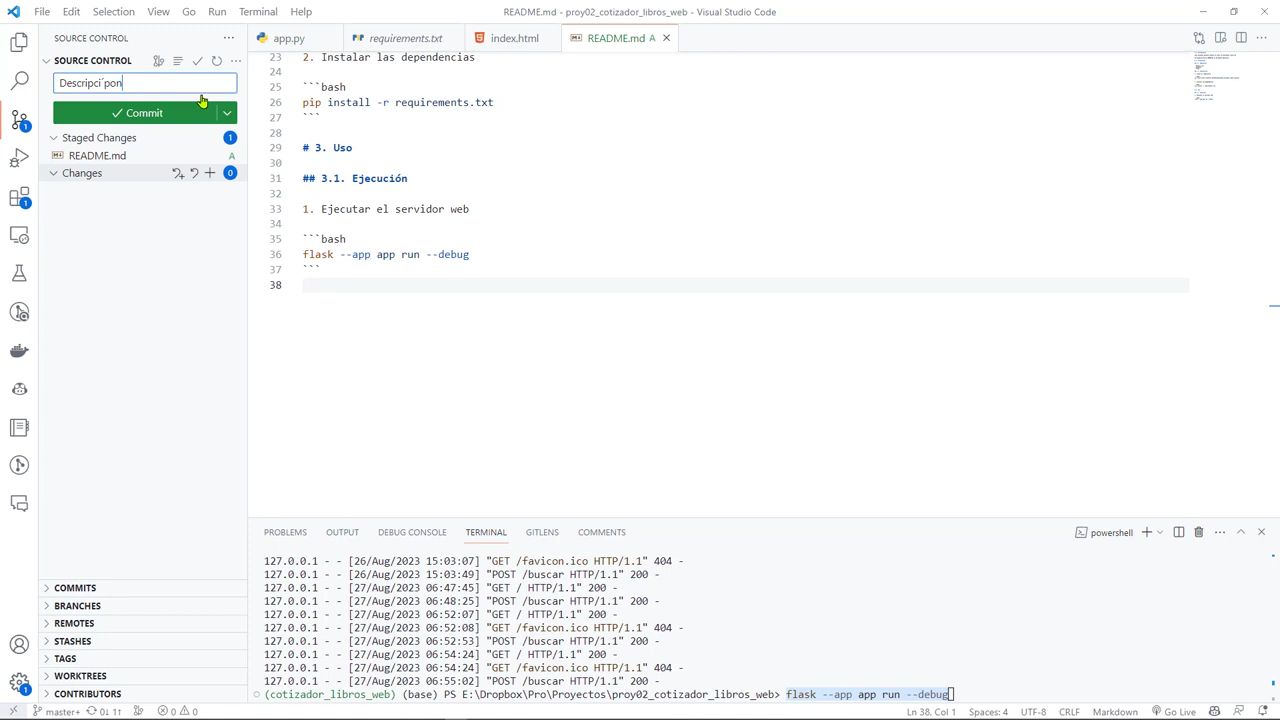 File Edit Selection View Go Run Terminal Help
README.md - proy02_cotizador_libros_web - Visual Studio Code
SOURCE CONTROL
app.py
requirements.txt
index.html
README.md A
SOURCE CONTROL
Descripci´pon
Commit
Staged Changes 1
README.md A
Changes 0
23 2. Instalar las dependencias
24
25 ```bash
26 pip install -r requirements.txt
27 ```
28
29 # 3. Uso
30
31 ## 3.1. Ejecución
32
33 1. Ejecutar el servidor web
34
35 ```bash
36 flask --app app run --debug
37 ```
38
PROBLEMS OUTPUT DEBUG CONSOLE TERMINAL GITLENS COMMENTS
powershell
127.0.0.1 - - [26/Aug/2023 15:03:07] "GET /favicon.ico HTTP/1.1" 404 -
127.0.0.1 - - [26/Aug/2023 15:03:49] "POST /buscar HTTP/1.1" 200 -
127.0.0.1 - - [27/Aug/2023 06:47:45] "GET / HTTP/1.1" 200 -
127.0.0.1 - - [27/Aug/2023 06:48:25] "POST /buscar HTTP/1.1" 200 -
127.0.0.1 - - [27/Aug/2023 06:52:07] "GET / HTTP/1.1" 200 -
127.0.0.1 - - [27/Aug/2023 06:52:08] "GET /favicon.ico HTTP/1.1" 404 -
127.0.0.1 - - [27/Aug/2023 06:52:53] "POST /buscar HTTP/1.1" 200 -
127.0.0.1 - - [27/Aug/2023 06:54:24] "GET / HTTP/1.1" 200 -
127.0.0.1 - - [27/Aug/2023 06:54:24] "GET /favicon.ico HTTP/1.1" 404 -
127.0.0.1 - - [27/Aug/2023 06:55:02] "POST /buscar HTTP/1.1" 200 -
(cotizador_libros_web) (base) PS E:\Dropbox\Pro\Proyectos\proy02_cotizador_libros_web> flask --app app run --debug
COMMITS
BRANCHES
REMOTES
STASHES
TAGS
WORKTREES
CONTRIBUTORS
1
1
1
master+ 0↓ 1↑ 0 0 Ln 38, Col 1 Spaces: 4 UTF-8 CRLF Markdown Go Live